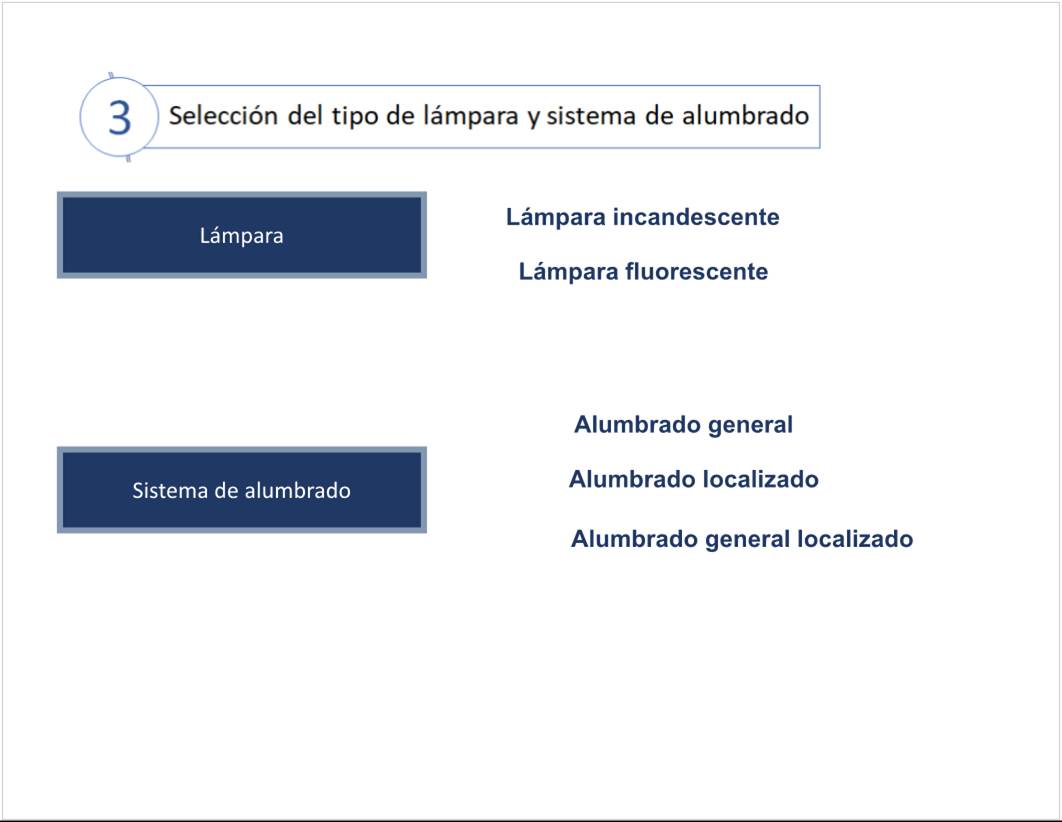 3
Selección del tipo de lámpara y sistema de alumbrado
Lámpara
Lámpara incandescente
Lámpara fluorescente
Sistema de alumbrado
Alumbrado general
Alumbrado localizado
Alumbrado general localizado